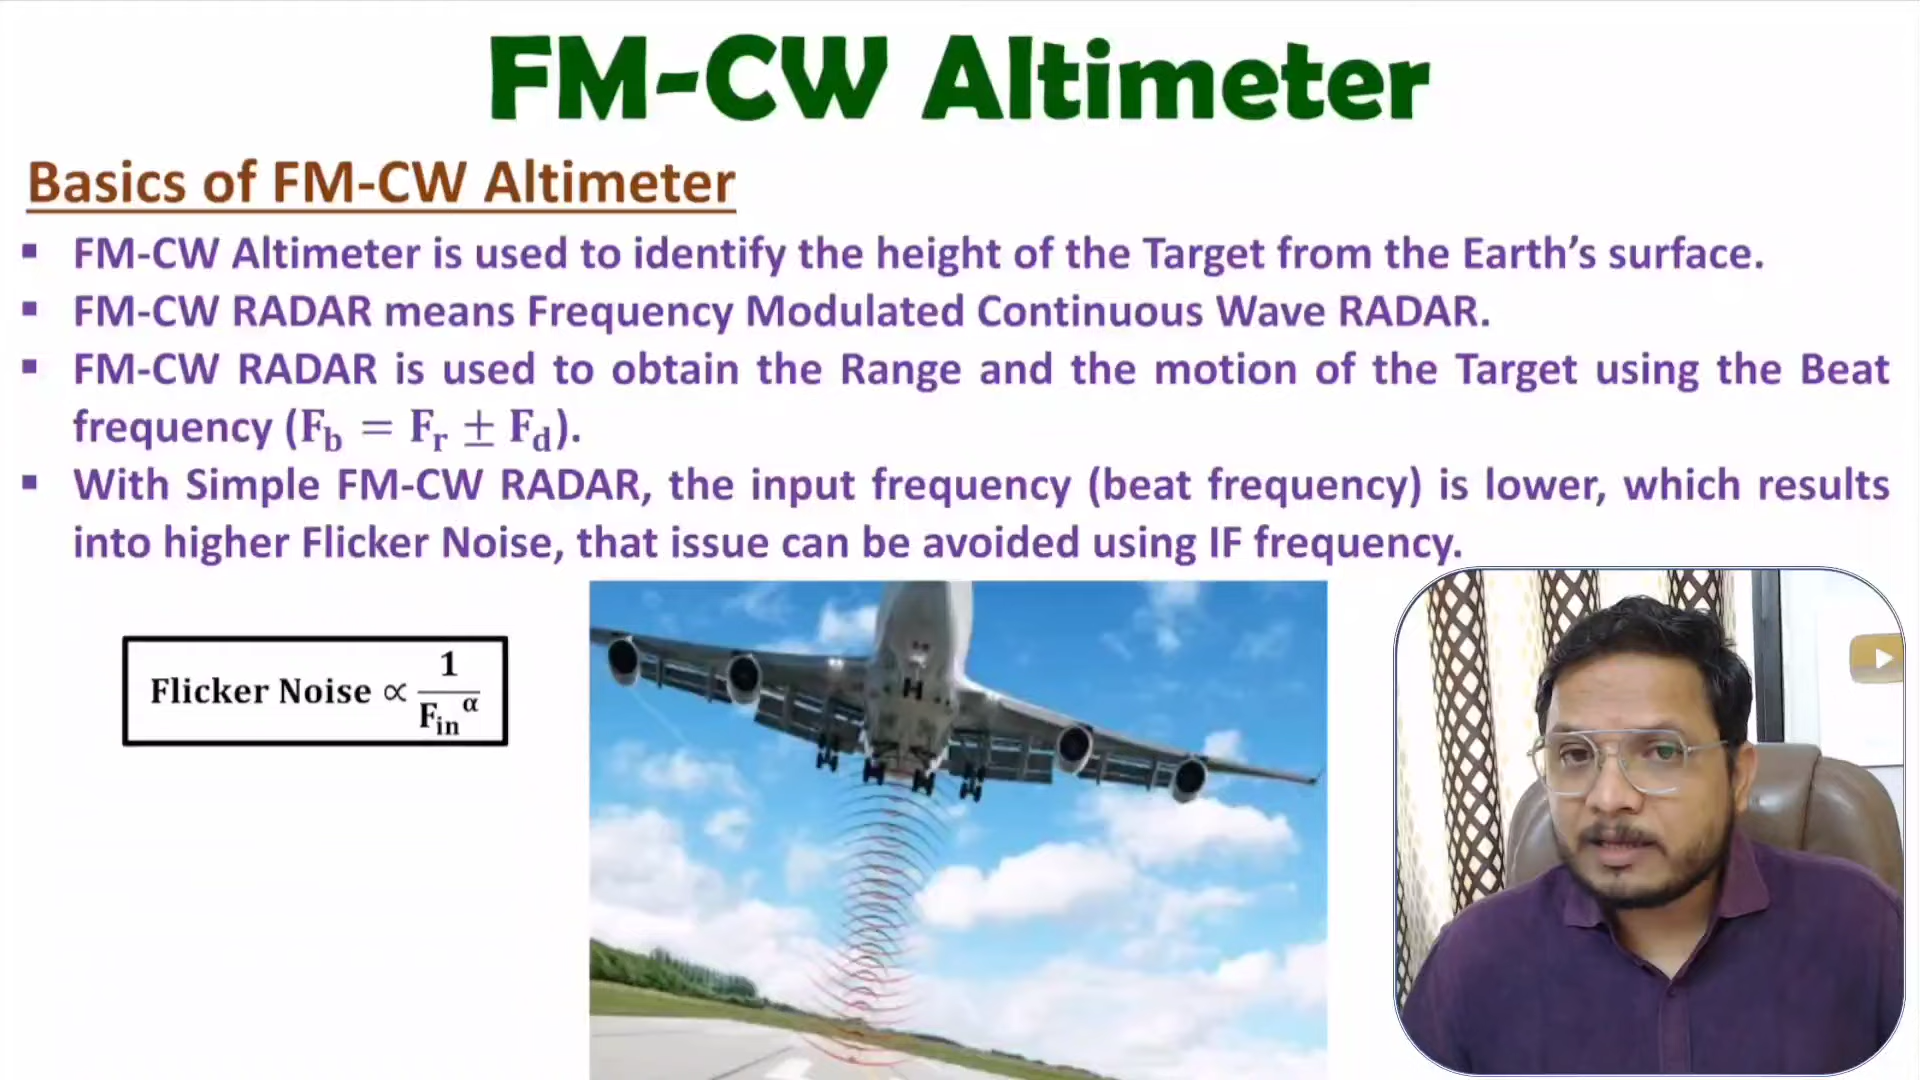 FM-CW Altimeter
Basics of FM-CW Altimeter
▪ FM-CW Altimeter is used to identify the height of the Target from the Earth’s surface.
▪ FM-CW RADAR means Frequency Modulated Continuous Wave RADAR.
▪ FM-CW RADAR is used to obtain the Range and the motion of the Target using the Beat
frequency (F_b = F_r ± F_d).
▪ With Simple FM-CW RADAR, the input frequency (beat frequency) is lower, which results
into higher Flicker Noise, that issue can be avoided using IF frequency.
Flicker Noise ∝ 1/F_in^α